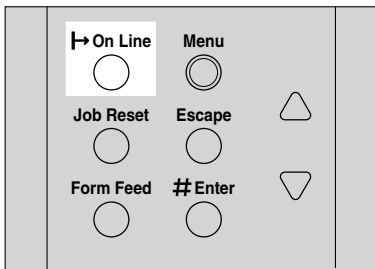 On Line
Menu
Job Reset
Escape
Form Feed
# Enter